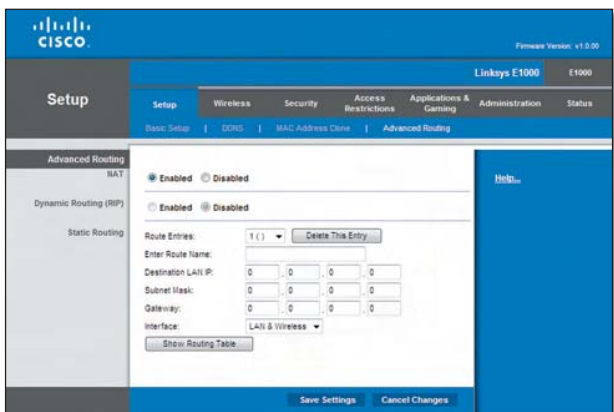 CISCO
Firmware Version: v1.0.00
Linksys E1000 E1000
Setup
Setup Wireless Security Access Restrictions Applications & Gaming Administration Status
Basic Setup | DDNS | MAC Address Clone | Advanced Routing
Advanced Routing
NAT
Enabled Disabled
Help...
Dynamic Routing (RIP)
Enabled Disabled
Static Routing
Route Entries: 1 ( ) Delete This Entry
Enter Route Name:
Destination LAN IP: 0 . 0 . 0 . 0
Subnet Mask: 0 . 0 . 0 . 0
Gateway: 0 . 0 . 0 . 0
Interface: LAN & Wireless
Show Routing Table
Save Settings Cancel Changes